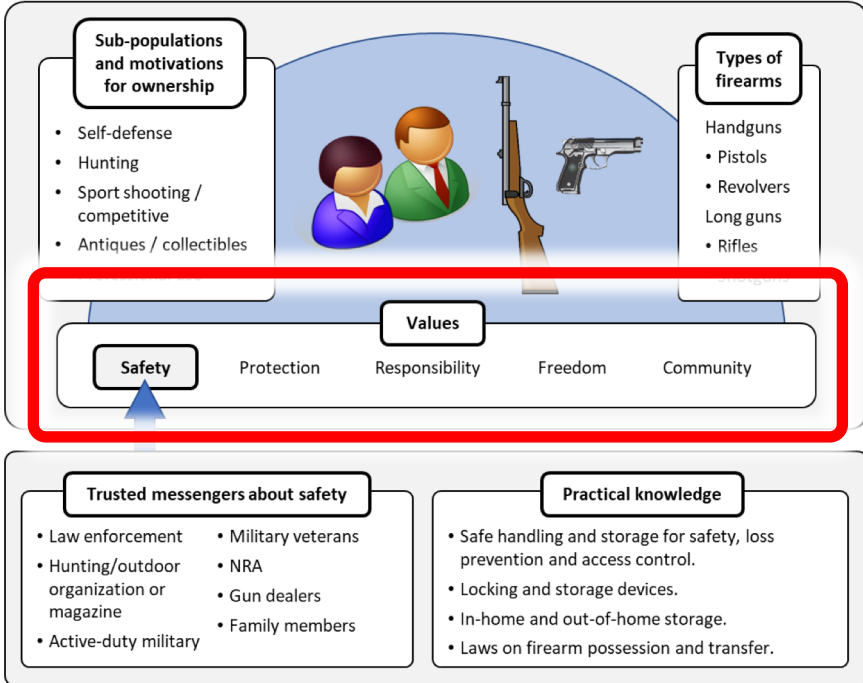 Sub-populations
and motivations
for ownership
• Self-defense
• Hunting
• Sport shooting /
competitive
• Antiques / collectibles
Types of
firearms
Handguns
• Pistols
• Revolvers
Long guns
• Rifles
Values
Safety
Protection
Responsibility
Freedom
Community
Trusted messengers about safety
• Law enforcement
• Hunting/outdoor
organization or
magazine
• Active-duty military
• Military veterans
• NRA
• Gun dealers
• Family members
Practical knowledge
• Safe handling and storage for safety, loss
prevention and access control.
• Locking and storage devices.
• In-home and out-of-home storage.
• Laws on firearm possession and transfer.